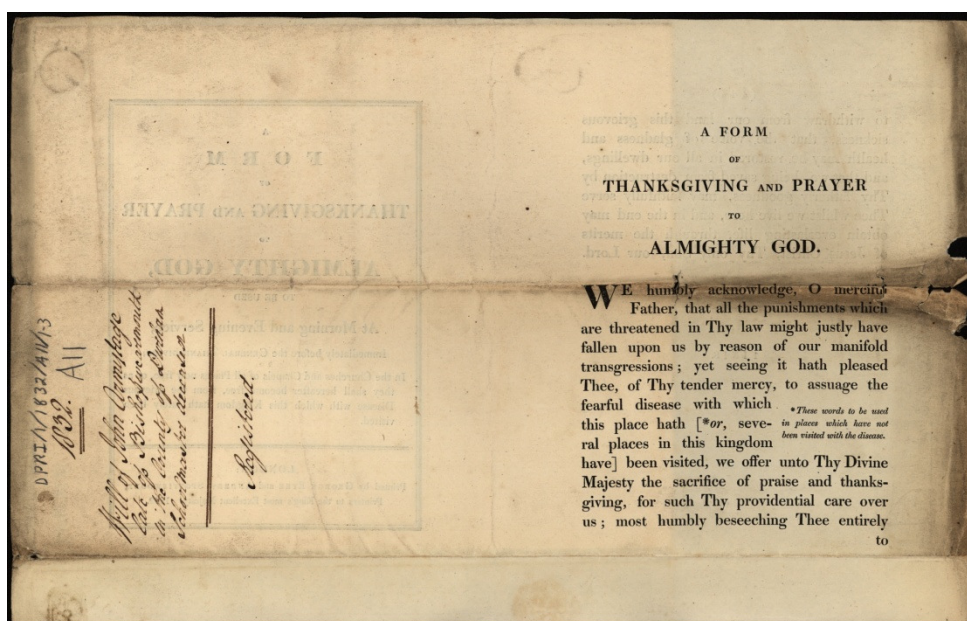 DPRI/1/1832/A11/1-3
1832. A11
Will of John Armstage
late of Bishopwearmouth
in the County of Durham
Schoolmaster deceased
Registered
A FORM
OF
THANKSGIVING AND PRAYER
TO
ALMIGHTY GOD.
WE humbly acknowledge, O merciful
Father, that all the punishments which
are threatened in Thy law might justly have
fallen upon us by reason of our manifold
transgressions ; yet seeing it hath pleased
Thee, of Thy tender mercy, to assuage the
fearful disease with which
this place hath [*or, seve-
ral places in this kingdom
*These words to be used
in places which have not
been visited with the disease.
have] been visited, we offer unto Thy Divine
Majesty the sacrifice of praise and thanks-
giving, for such Thy providential care over
us ; most humbly beseeching Thee entirely
to